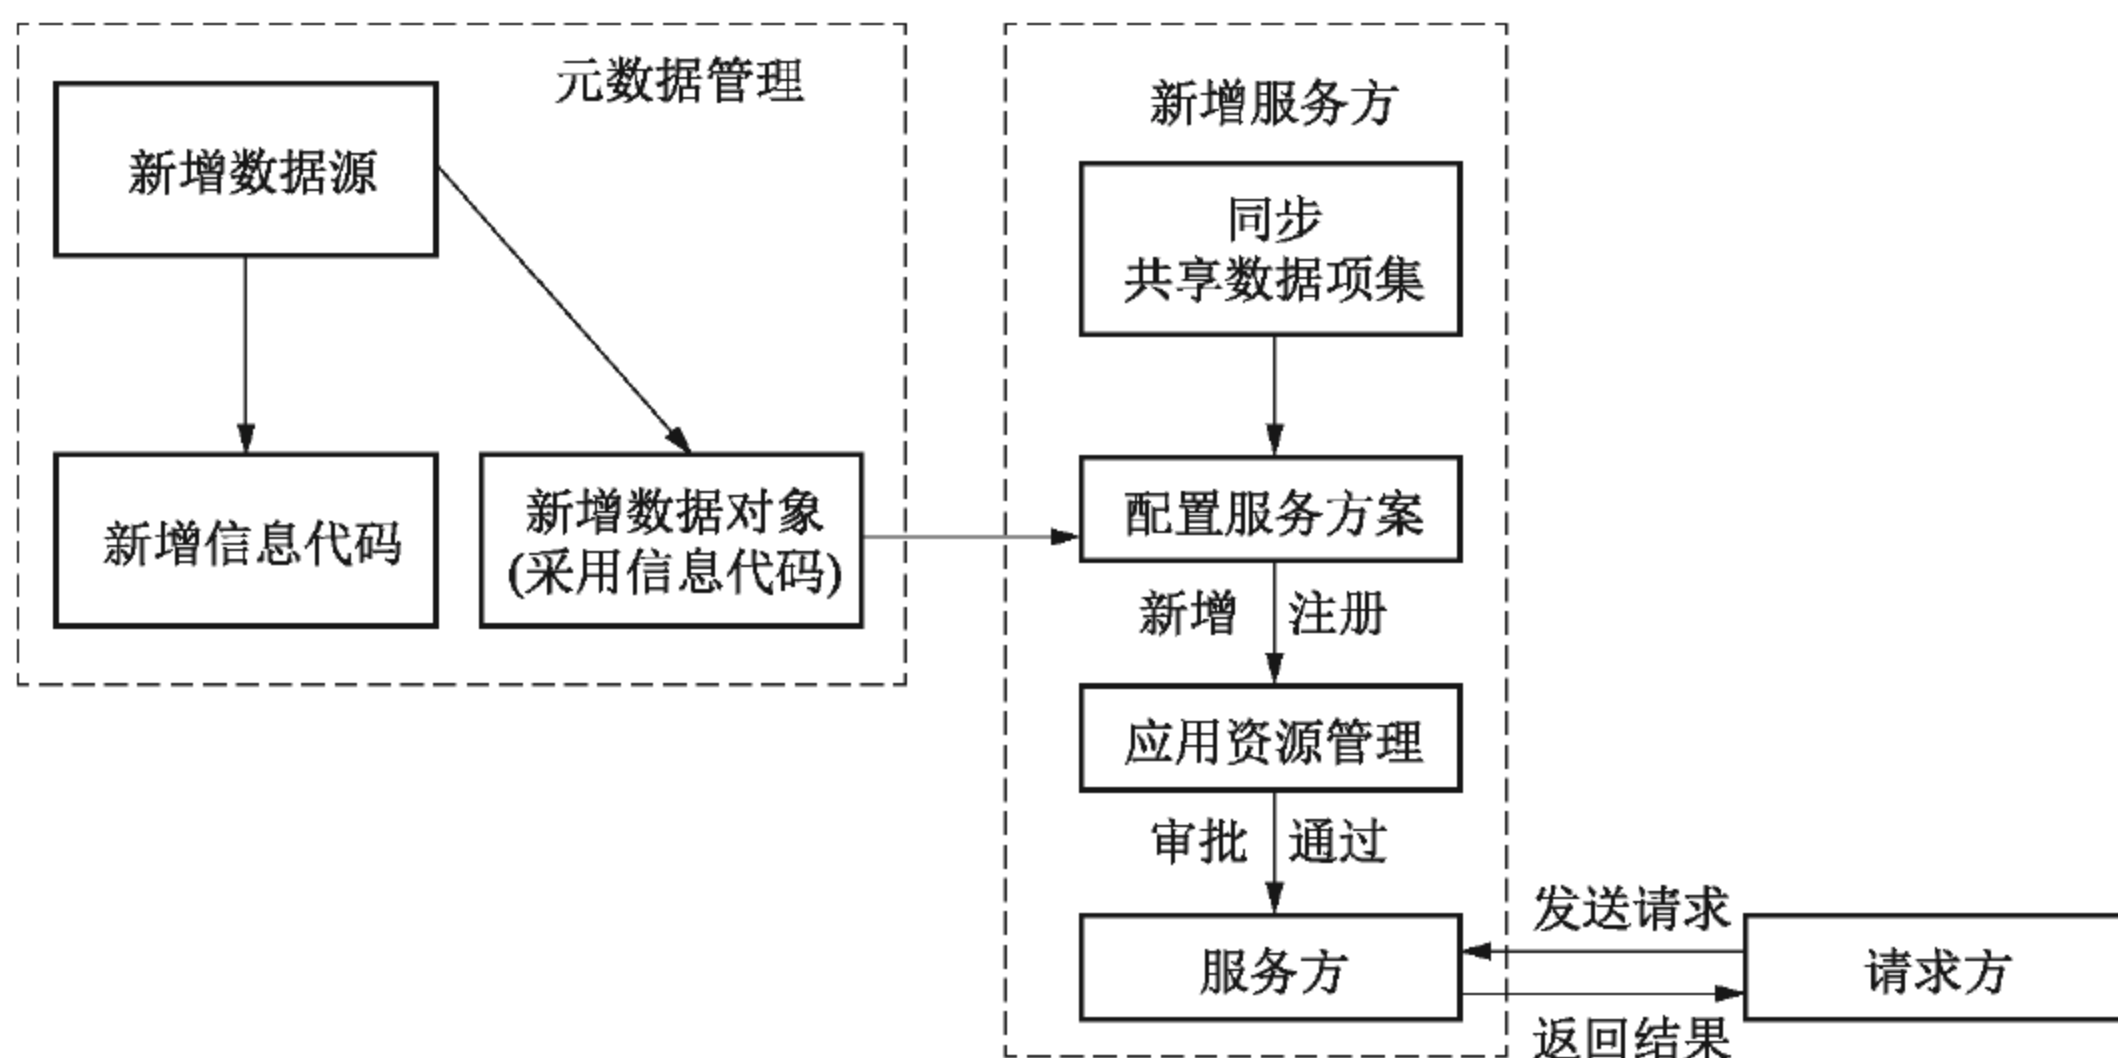 元数据管理
新增数据源
新增信息代码
新增数据对象
(采用信息代码)
新增服务方
同步
共享数据项集
配置服务方案
新增 注册
应用资源管理
审批 通过
服务方
发送请求
请求方
返回结果